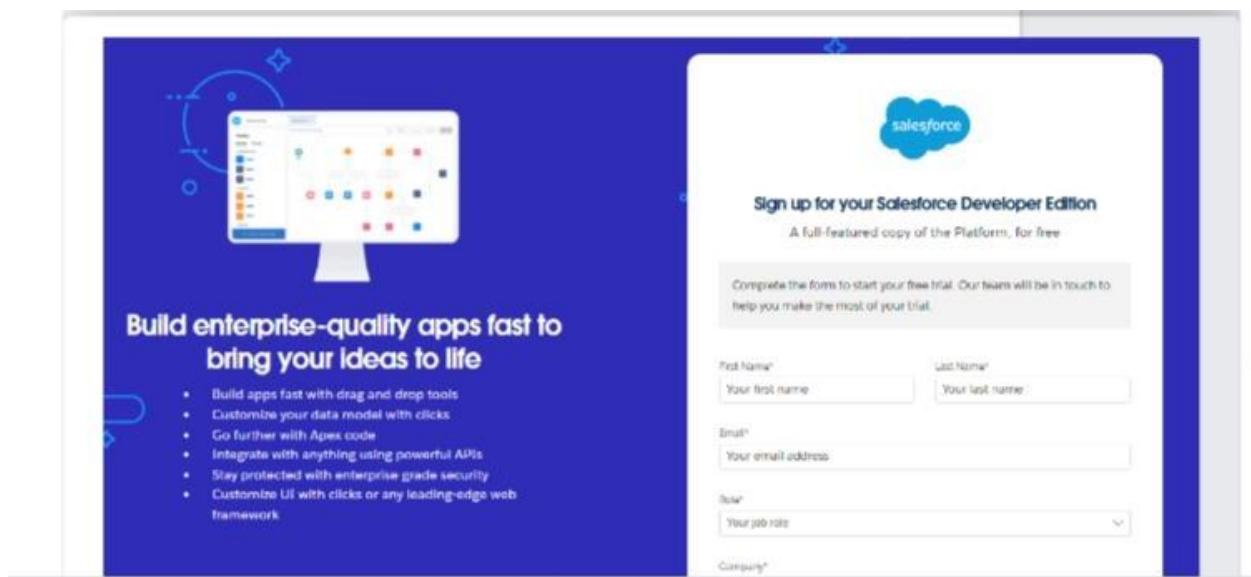 Build enterprise-quality apps fast to
bring your ideas to life
• Build apps fast with drag and drop tools
• Customize your data model with clicks
• Go further with Apex code
• Integrate with anything using powerful APIs
• Stay protected with enterprise grade security
• Customize UI with clicks or any leading-edge web
framework
salesforce
Sign up for your Salesforce Developer Edition
A full-featured copy of the Platform, for free
Complete the form to start your free trial. Our team will be in touch to
help you make the most of your trial.
First Name* Last Name*
Your first name Your last name
Email*
Your email address
Role*
Your job role
Company*